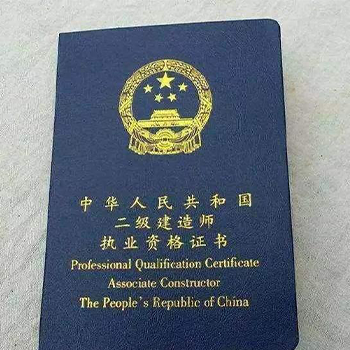 中华人民共和国
二级建造师
执业资格证书
Professional Qualification Certificate
Associate Constructor
The People's Republic of China